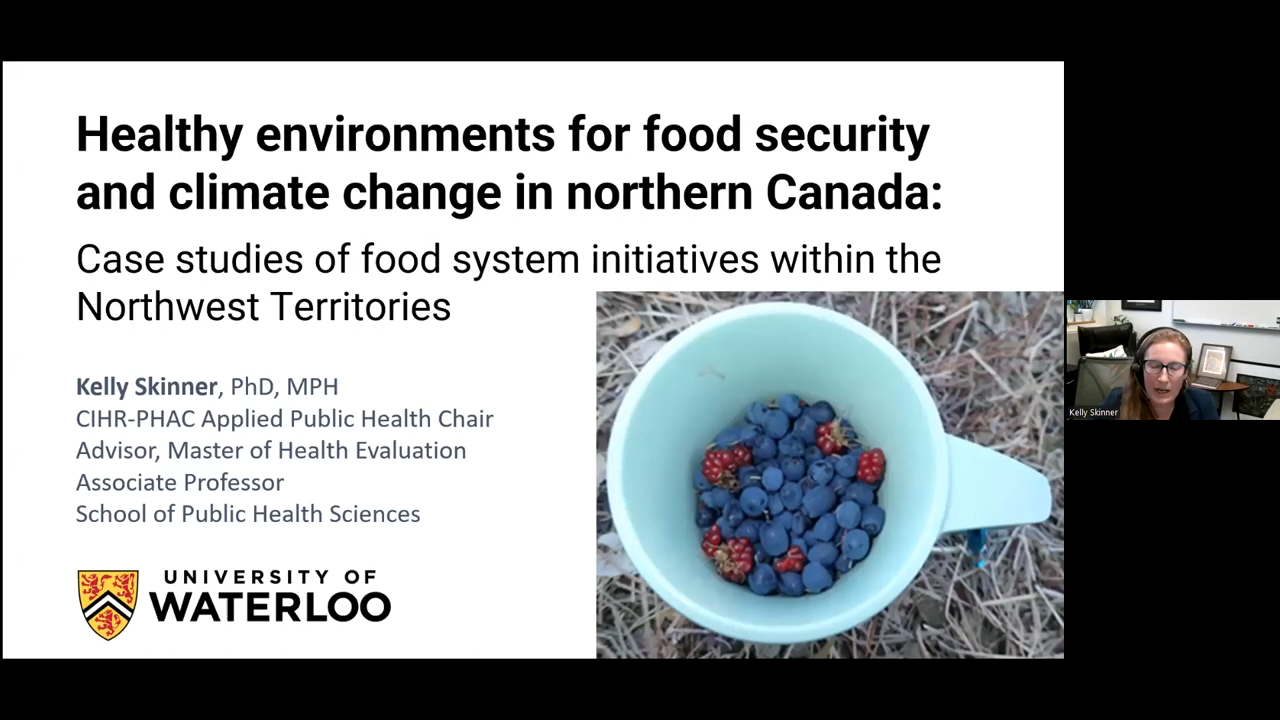 Healthy environments for food security
and climate change in northern Canada:
Case studies of food system initiatives within the
Northwest Territories
Kelly Skinner, PhD, MPH
CIHR-PHAC Applied Public Health Chair
Advisor, Master of Health Evaluation
Associate Professor
School of Public Health Sciences
UNIVERSITY OF
WATERLOO
Kelly Skinner